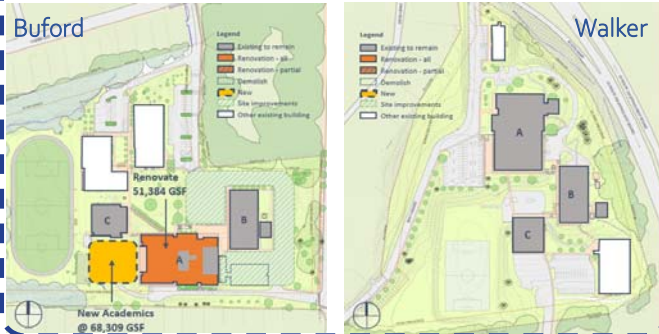 Buford
Legend
Existing to remain
Renovation - all
Renovation - partial
Demolish
New
Site improvements
Other existing building
Renovate
51,384 GSF
C
B
A
New Academics
@ 68,309 GSF
Walker
Legend
Existing to remain
Renovation - all
Renovation - partial
Demolish
New
Site improvements
Other existing building
A
B
C